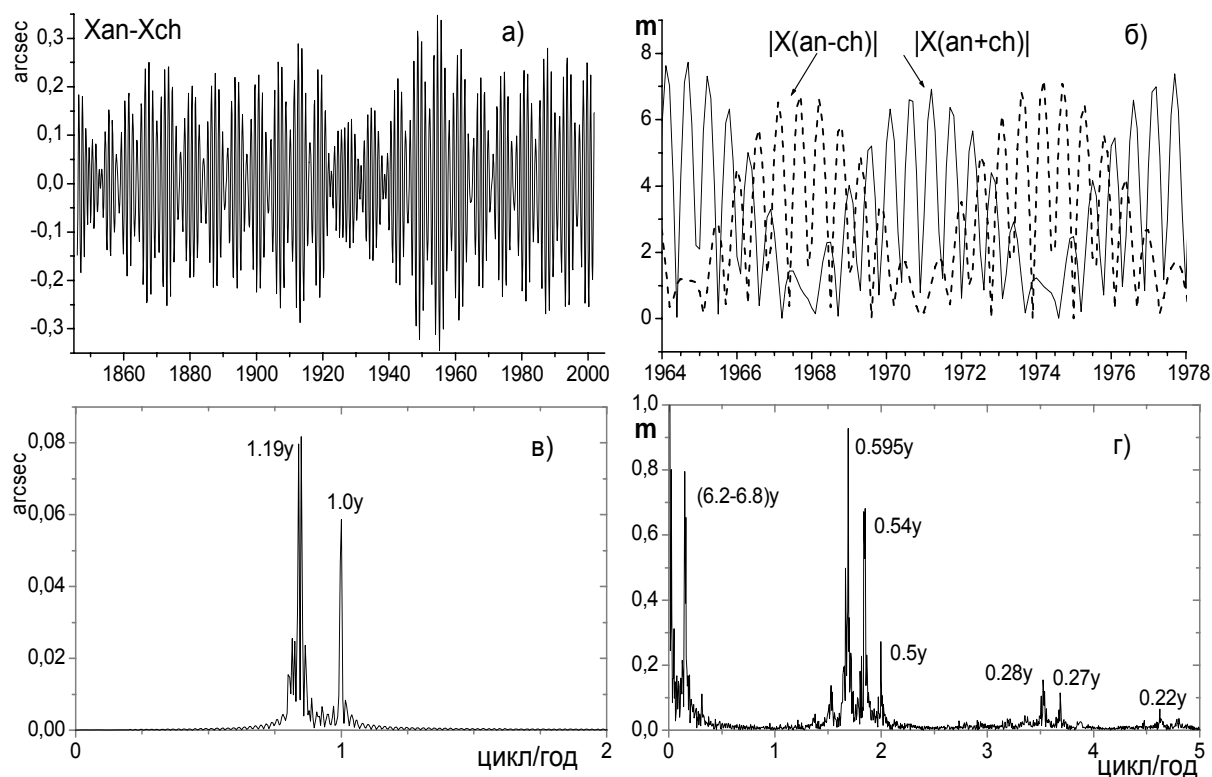 Xan-Xch
а)
arcsec
0,3
0,2
0,1
0,0
-0,1
-0,2
-0,3
1860 1880 1900 1920 1940 1960 1980 2002
m
|X(an-ch)| |X(an+ch)|
б)
8
6
4
2
0
1964 1966 1968 1970 1972 1974 1976 1978
arcsec
в)
0,08
0,06
0,04
0,02
0,00
1.19y
1.0y
0 1 2
цикл/год
m
г)
1,0
0,8
0,6
0,4
0,2
0,0
(6.2-6.8)y
0.595y
0.54y
0.5y
0.28y
0.27y
0.22y
0 1 2 3 4 5
цикл/год